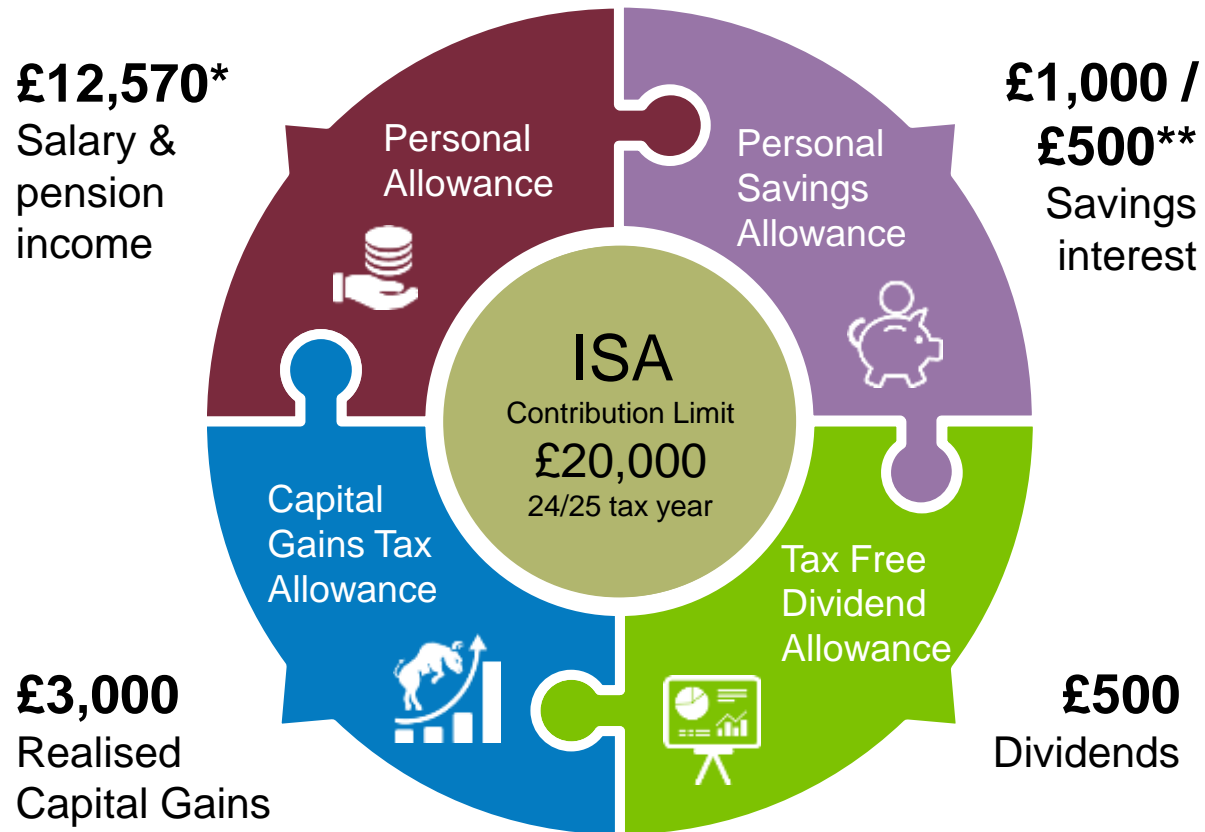 £12,570*
Salary &
pension
income
Personal
Allowance
Personal
Savings
Allowance
£1,000 /
£500**
Savings
interest
ISA
Contribution Limit
£20,000
24/25 tax year
Capital
Gains Tax
Allowance
Tax Free
Dividend
Allowance
£3,000
Realised
Capital Gains
£500
Dividends